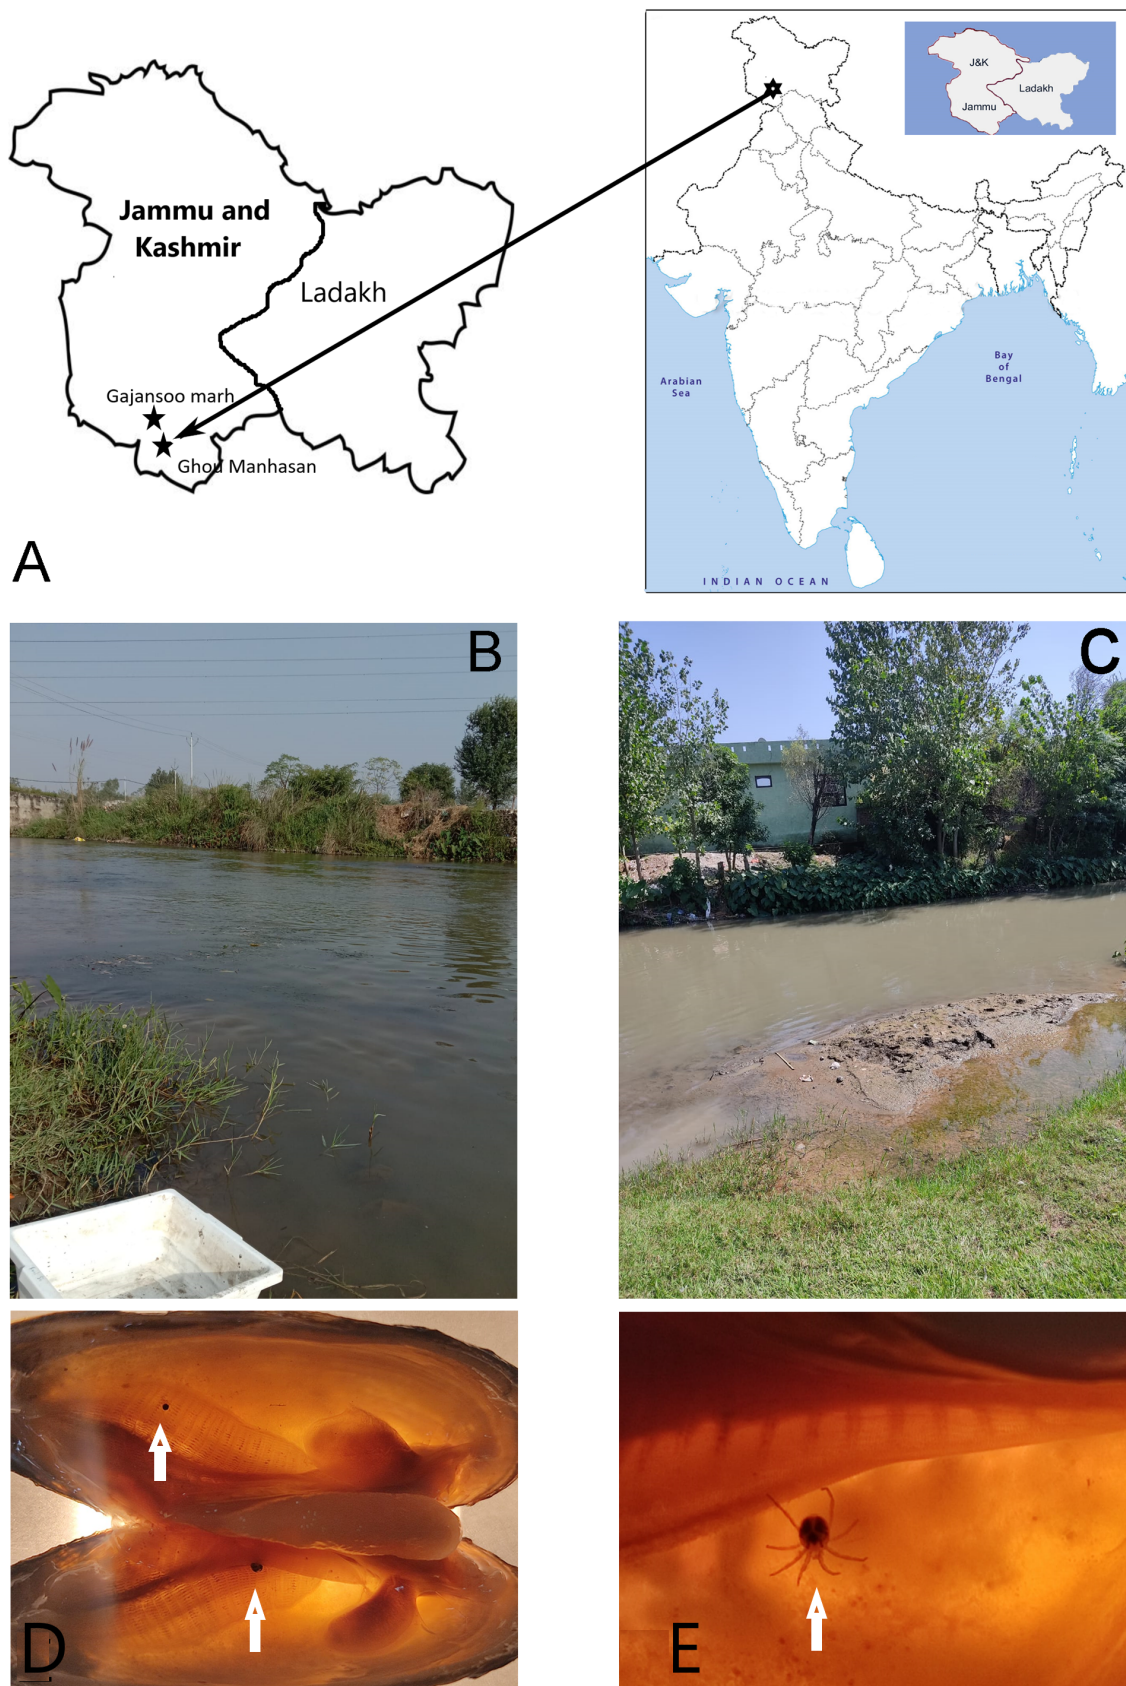 Jammu and
Kashmir
Ladakh
Gajansoo marh
Ghou Manhasan
A
J&K
Ladakh
Jammu
Arabian
Sea
Bay
of
Bengal
INDIAN OCEAN
B
C
D
E